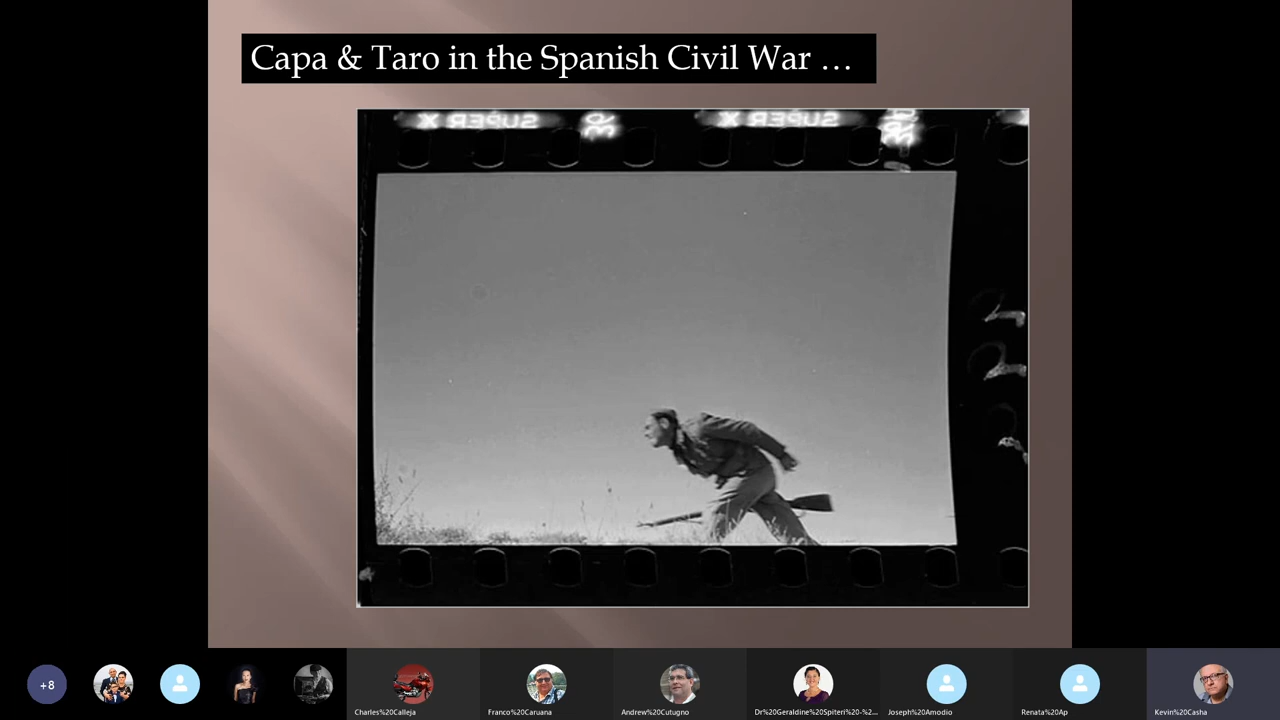 Capa & Taro in the Spanish Civil War …
SUPER X
SUPER X
+8
Charles%20Calleja
Franco%20Caruana
Andrew%20Cutugno
Dr%20Geraldine%20Spiteri%20-%2...
Joseph%20Amodio
Renata%20Ap
Kevin%20Casha